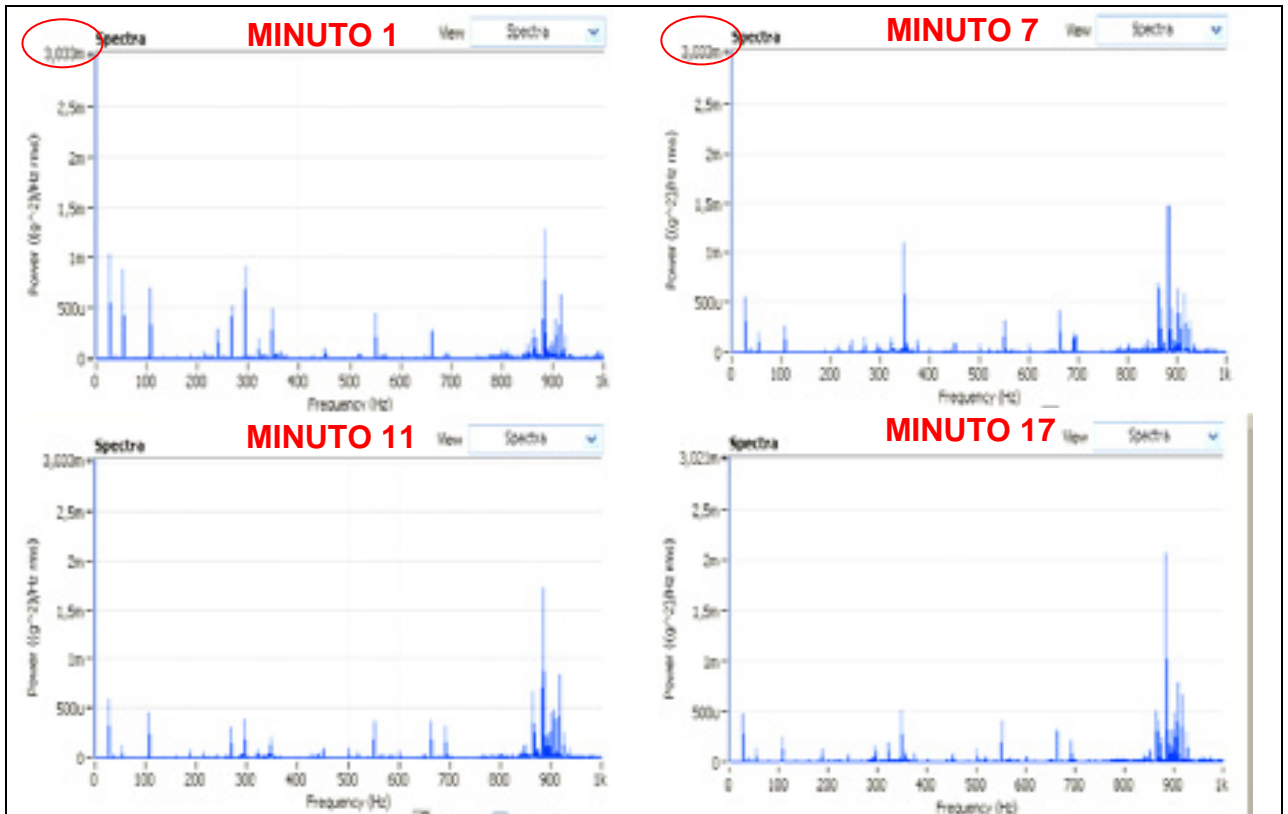 MINUTO 1
Spectra
View Spectra
3,033m
2,5m
2m
1,5m
1m
500u
0
Power ((g^2)/Hz rms)
0 100 200 300 400 500 600 700 800 900 1k
Frequency (Hz)
MINUTO 7
Spectra
View Spectra
2,5m
2m
1,5m
1m
500u
0
Power ((g^2)/Hz rms)
0 100 200 300 400 500 600 700 800 900 1k
Frequency (Hz)
MINUTO 11
Spectra
View Spectra
2,5m
2m
1,5m
1m
500u
0
Power ((g^2)/Hz rms)
0 100 200 300 400 500 600 700 800 900 1k
Frequency (Hz)
MINUTO 17
Spectra
View Spectra
3,021m
2,5m
2m
1,5m
1m
500u
0
Power ((g^2)/Hz rms)
0 100 200 300 400 500 600 700 800 900 1k
Frequency (Hz)